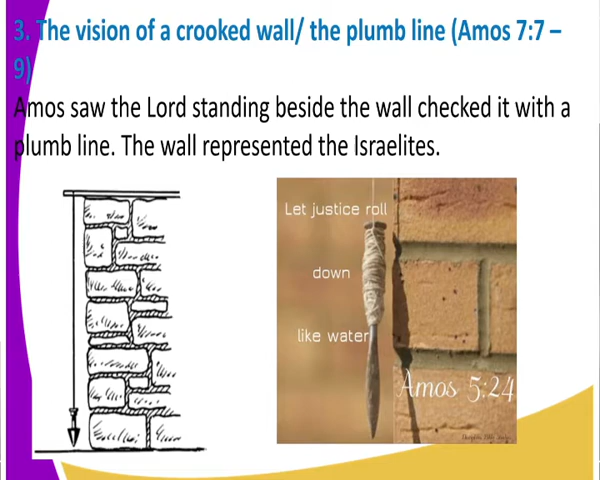 3. The vision of a crooked wall/ the plumb line (Amos 7:7 –
9)
Amos saw the Lord standing beside the wall checked it with a
plumb line. The wall represented the Israelites.
Let justice roll
down
like water
Amos 5:24